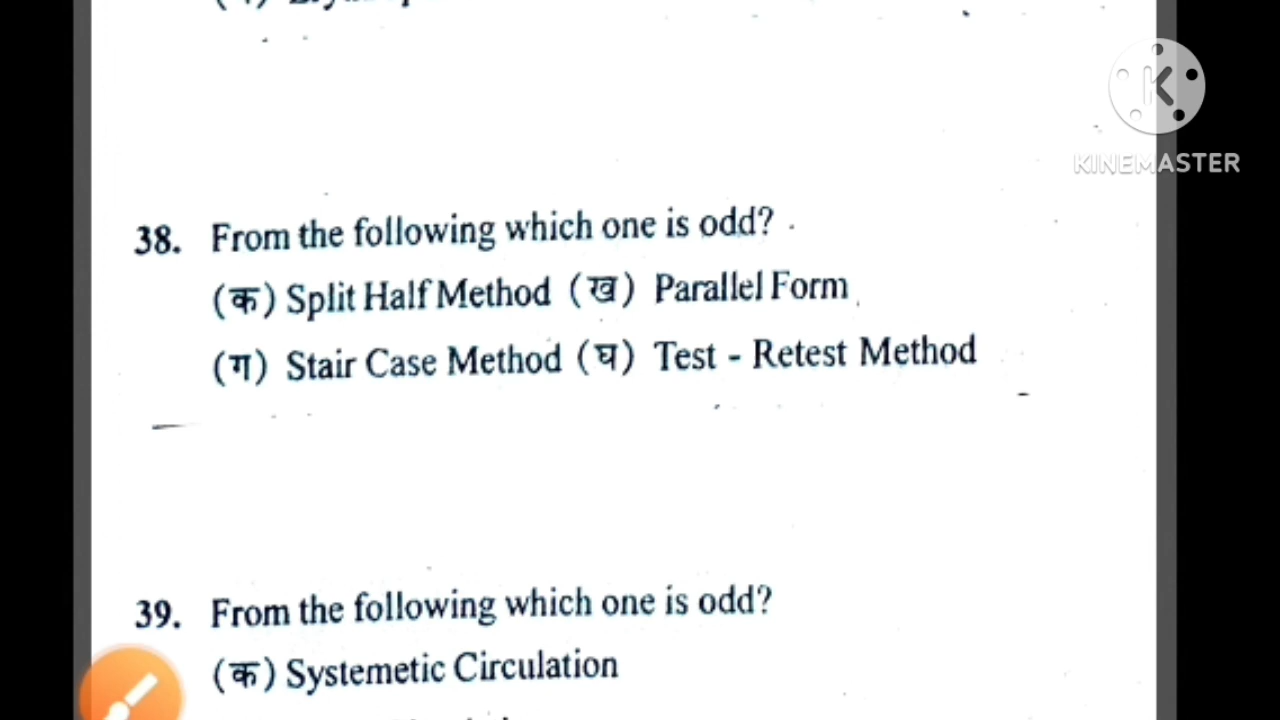 KINEMASTER
38. From the following which one is odd?
(क) Split Half Method (ख) Parallel Form
(ग) Stair Case Method (घ) Test - Retest Method
39. From the following which one is odd?
(क) Systemetic Circulation